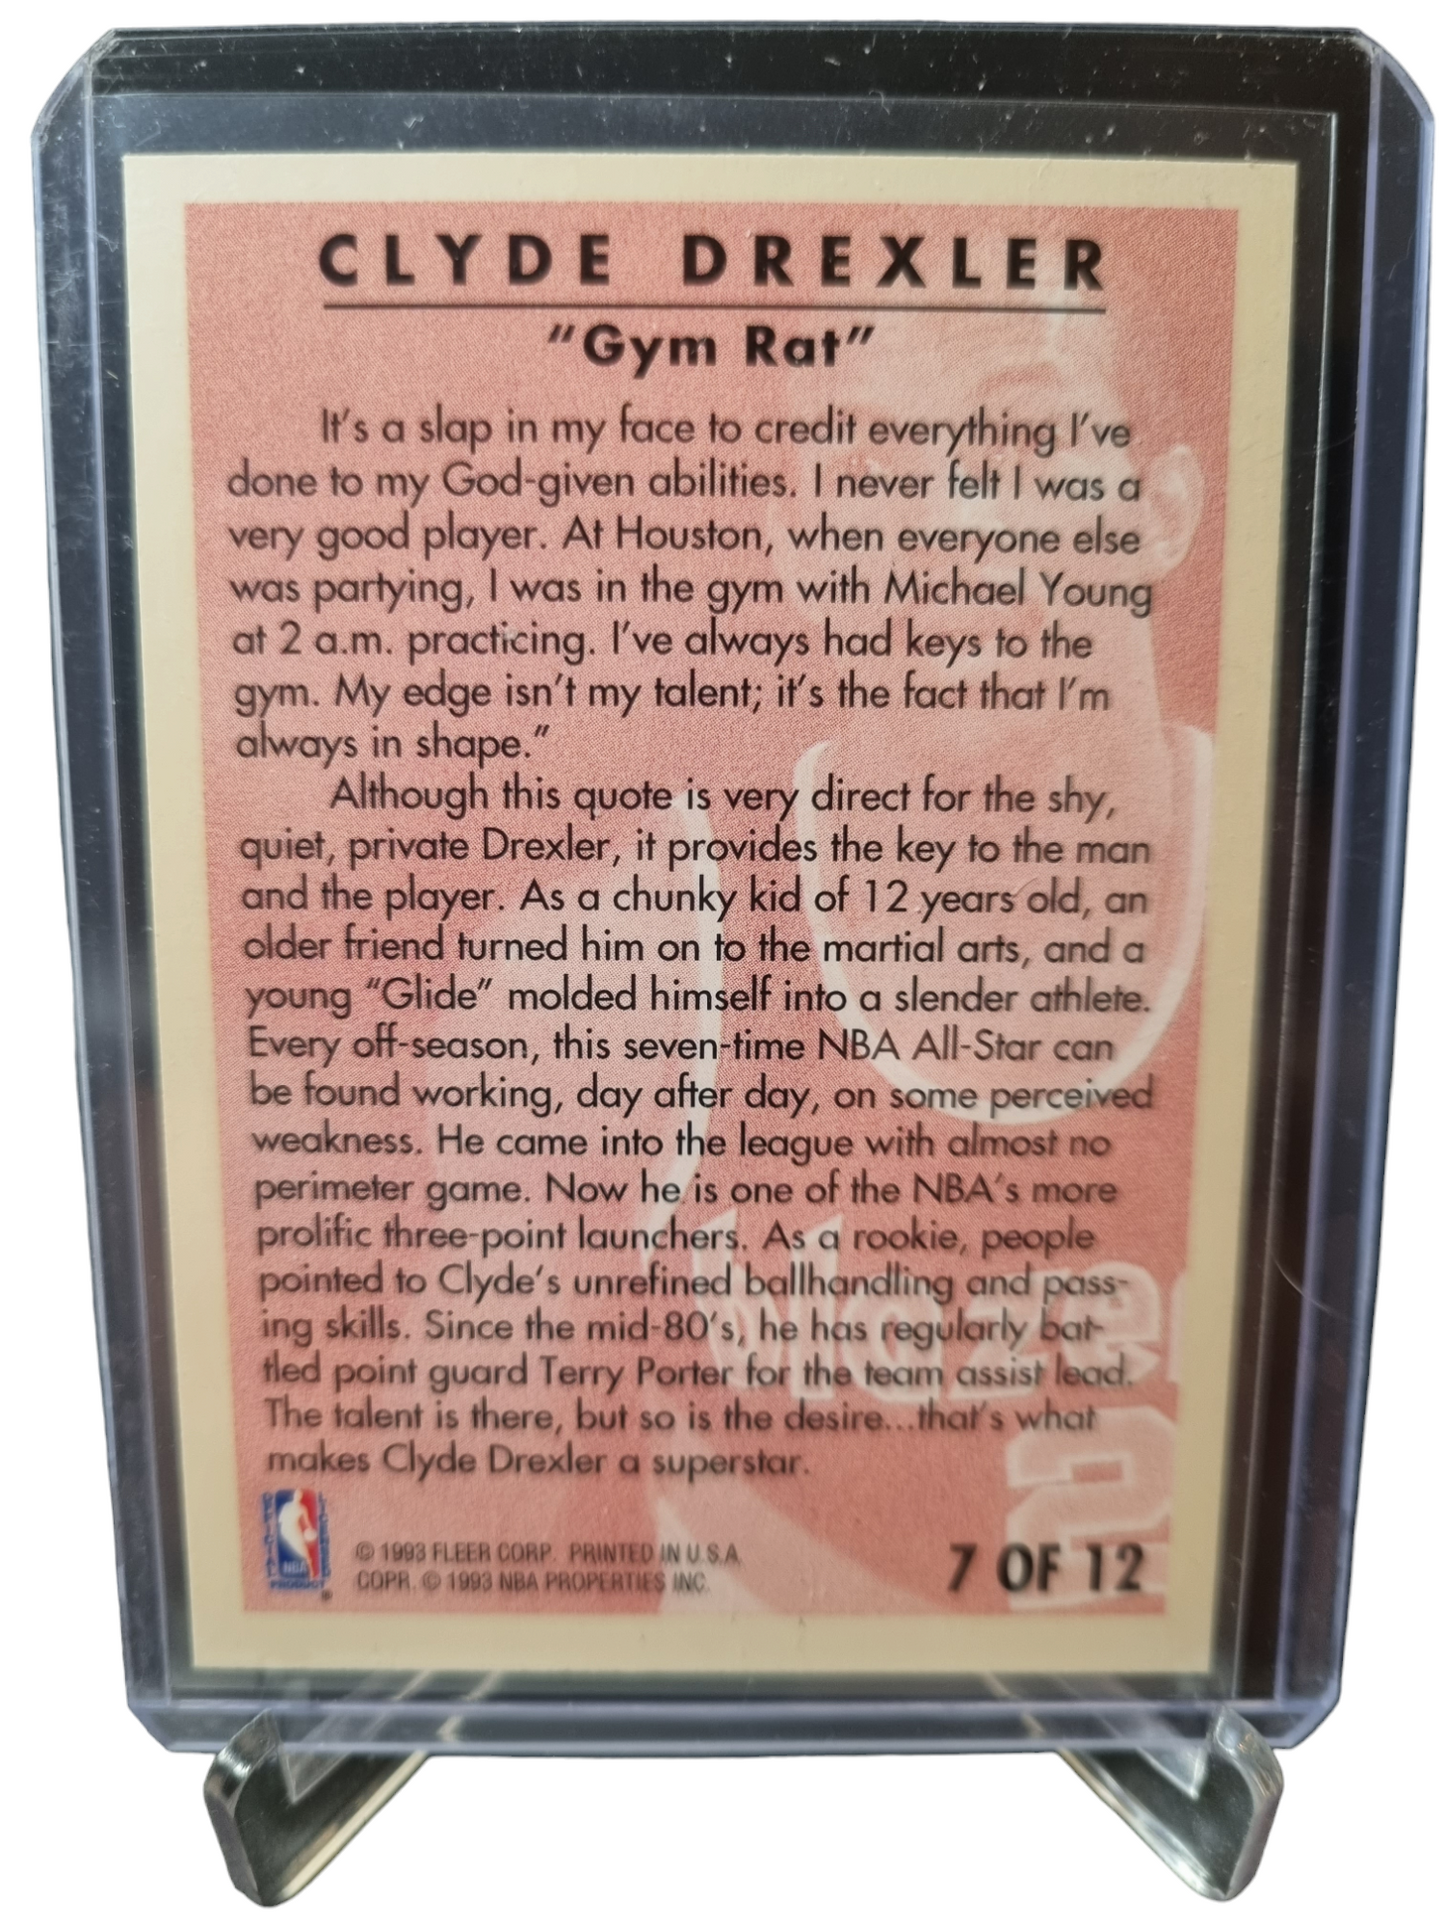 CLYDE DREXLER
"Gym Rat"
It's a slap in my face to credit everything I've
done to my God-given abilities. I never felt I was a
very good player. At Houston, when everyone else
was partying, I was in the gym with Michael Young
at 2 a.m. practicing. I've always had keys to the
gym. My edge isn't my talent; it's the fact that I'm
always in shape."
Although this quote is very direct for the shy,
quiet, private Drexler, it provides the key to the man
and the player. As a chunky kid of 12 years old, an
older friend turned him on to the martial arts, and a
young "Glide" molded himself into a slender athlete.
Every off-season, this seven-time NBA All-Star can
be found working, day after day, on some perceived
weakness. He came into the league with almost no
perimeter game. Now he is one of the NBA's more
prolific three-point launchers. As a rookie, people
pointed to Clyde's unrefined ballhandling and pass-
ing skills. Since the mid-80's, he has regularly bat-
tled point guard Terry Porter for the team assist lead.
The talent is there, but so is the desire...that's what
makes Clyde Drexler a superstar.
blaze
2
OFFICIAL LICENSED
NBA
PRODUCT ®
© 1993 FLEER CORP. PRINTED IN U.S.A.
COPR. © 1993 NBA PROPERTIES INC.
7 OF 12